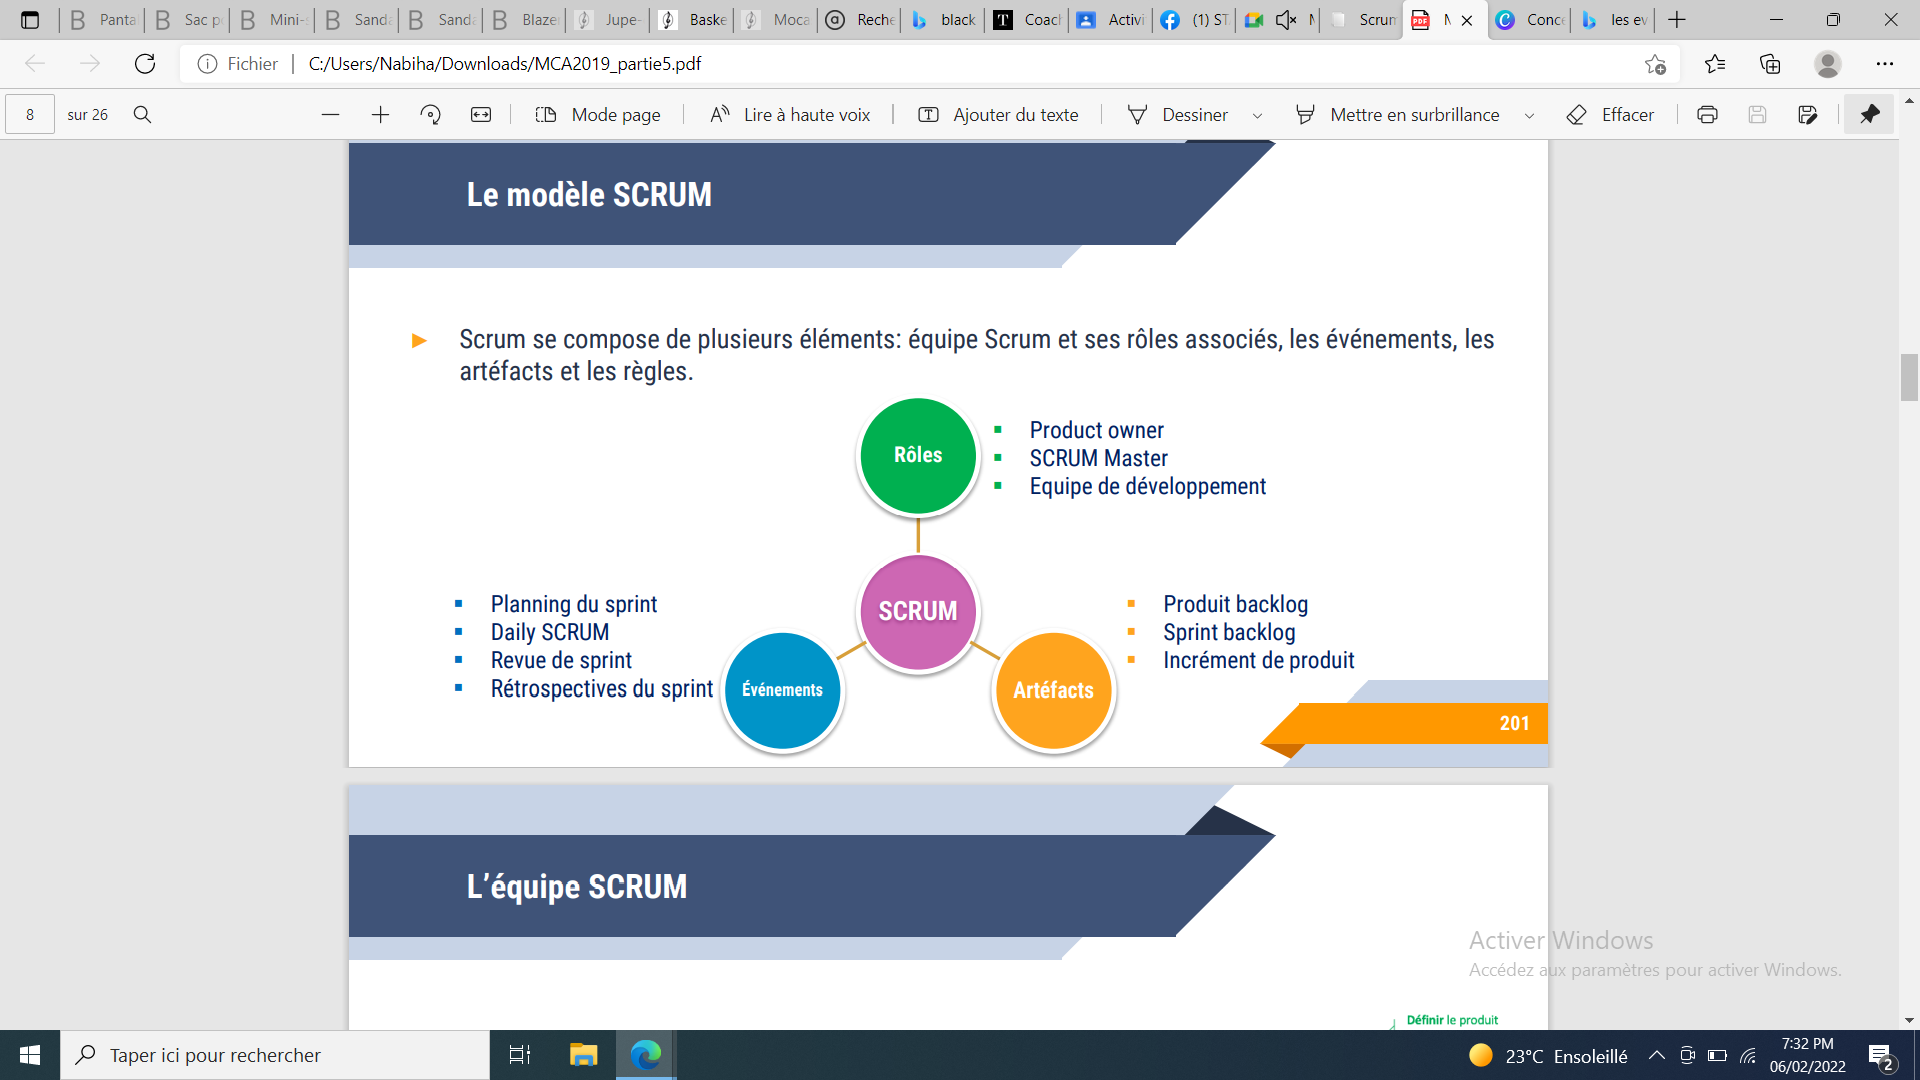 B Panta
B Sac p
B Mini-
B Sanda
B Sanda
B Blazer
Jupe-
Baske
Moca
Reche
black
T Coach
Activi
(1) ST
Scrum
PDF
C Conce
les ev
Fichier
C:/Users/Nabiha/Downloads/MCA2019_partie5.pdf
8 sur 26
Mode page
Lire à haute voix
Ajouter du texte
Dessiner
Mettre en surbrillance
Effacer
Le modèle SCRUM
Scrum se compose de plusieurs éléments: équipe Scrum et ses rôles associés, les événements, les
artéfacts et les règles.
Rôles
Product owner
SCRUM Master
Equipe de développement
SCRUM
Planning du sprint
Daily SCRUM
Revue de sprint
Rétrospectives du sprint
Événements
Artéfacts
Produit backlog
Sprint backlog
Incrément de produit
201
L’équipe SCRUM
Activer Windows
Accédez aux paramètres pour activer Windows.
Définir le produit
Taper ici pour rechercher
23°C Ensoleillé
7:32 PM
06/02/2022
2